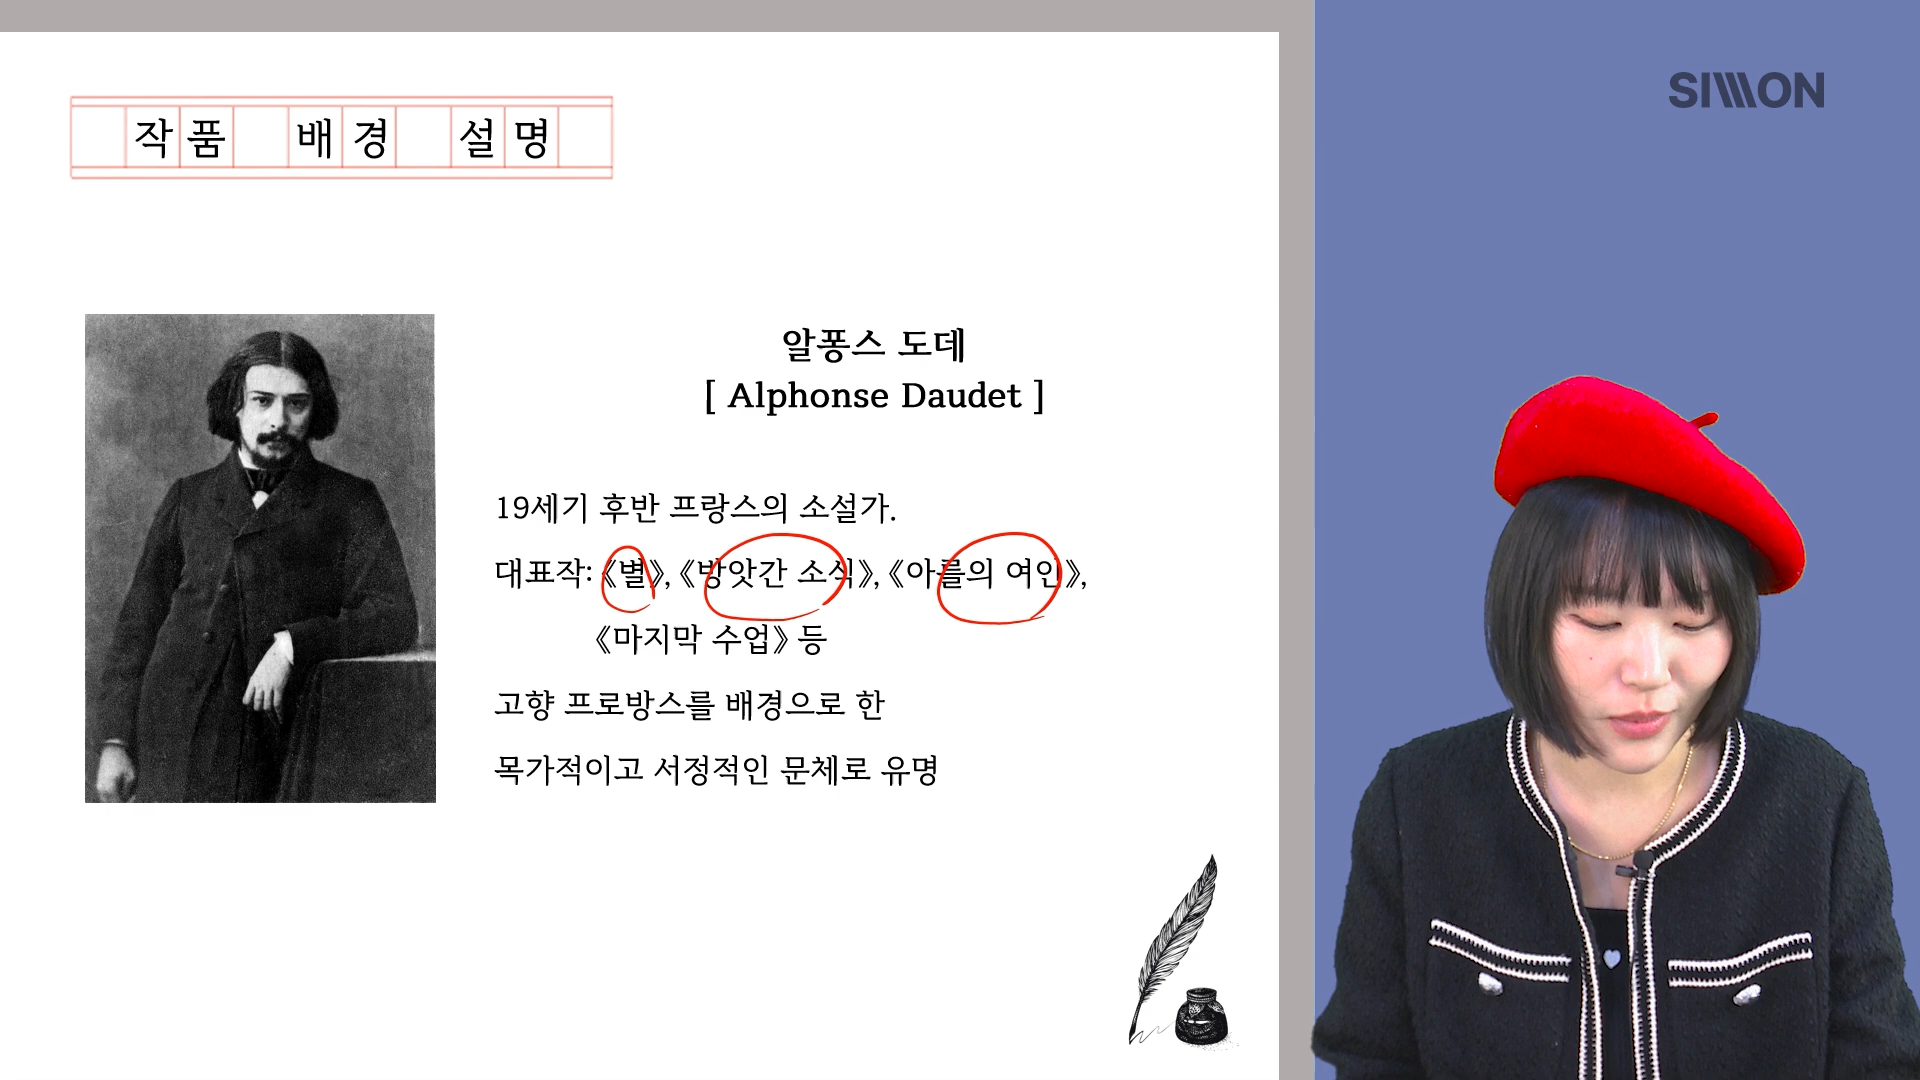 작품 배경 설명
SIMON
알퐁스 도데
[ Alphonse Daudet ]
19세기 후반 프랑스의 소설가.
대표작: 《별》, 《방앗간 소식》, 《아를의 여인》,
《마지막 수업》 등
고향 프로방스를 배경으로 한
목가적이고 서정적인 문체로 유명